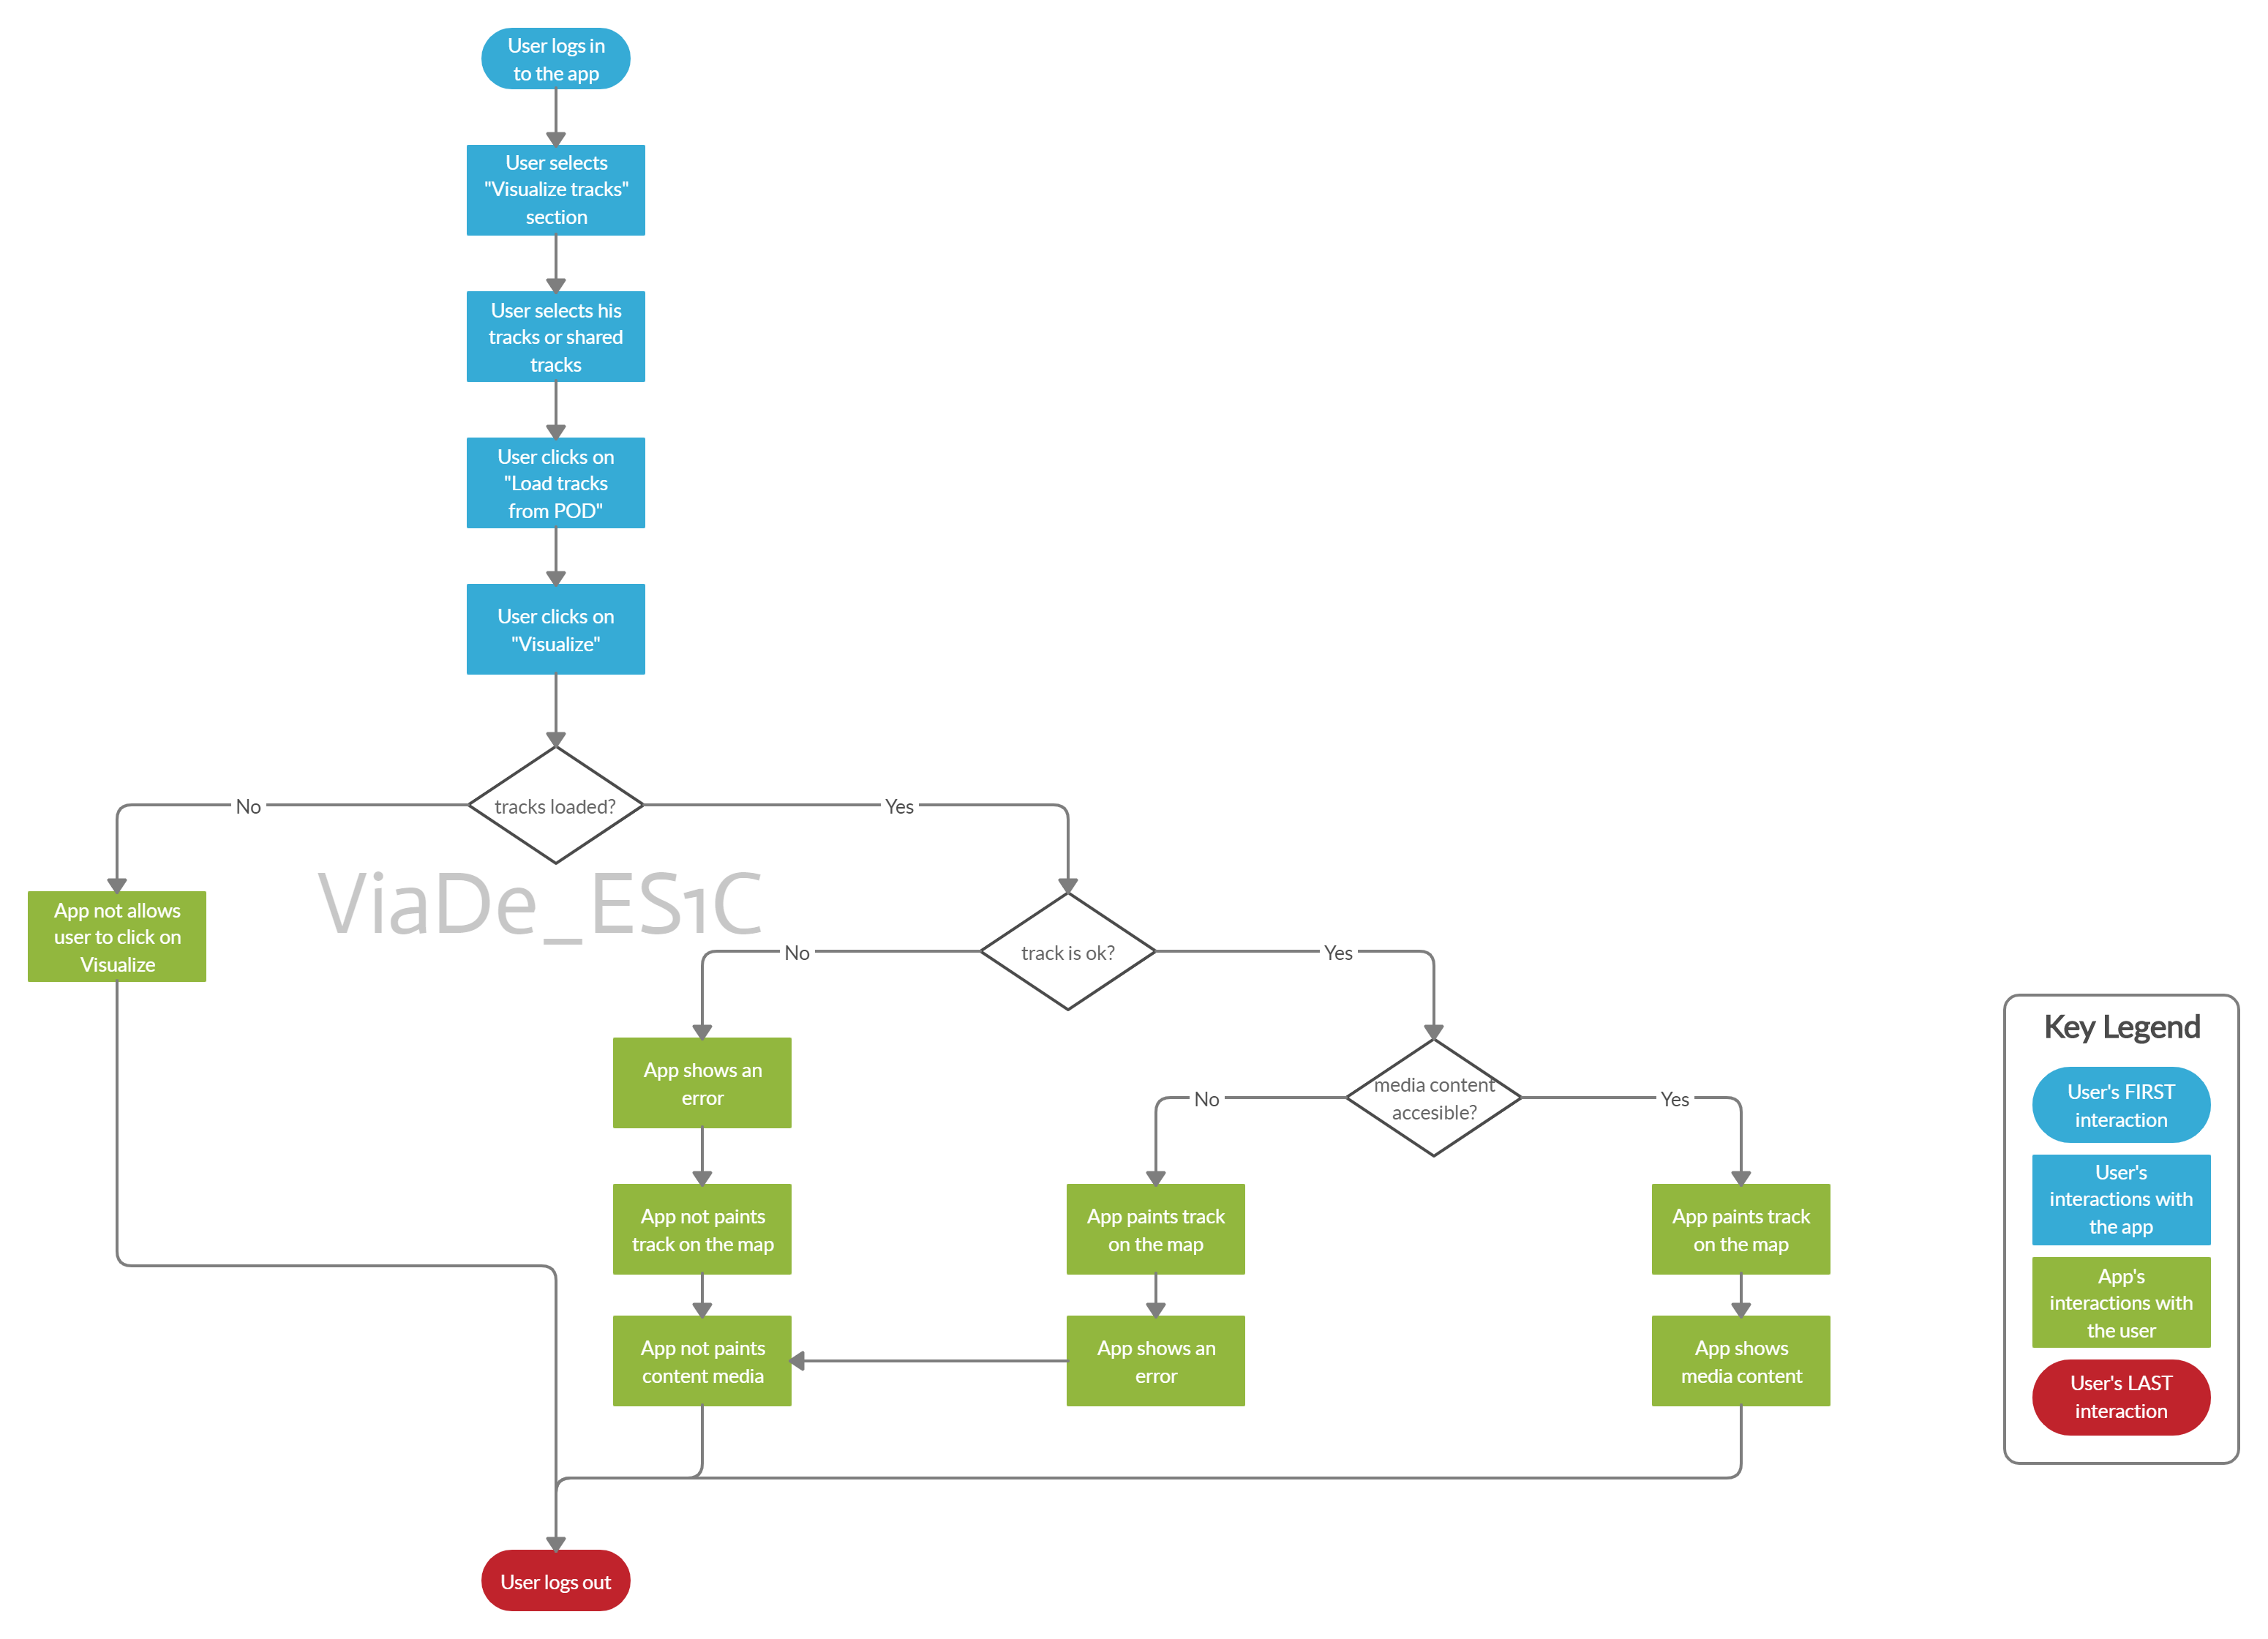 User logs in
to the app
User selects
"Visualize tracks"
section
User selects his
tracks or shared
tracks
User clicks on
"Load tracks
from POD"
User clicks on
"Visualize"
tracks loaded?
No
Yes
App not allows
user to click on
Visualize
ViaDe_ES1C
track is ok?
No
Yes
App shows an
error
media content
accesible?
No
Yes
App not paints
track on the map
App paints track
on the map
App paints track
on the map
App not paints
content media
App shows an
error
App shows
media content
User logs out
Key Legend
User's FIRST
interaction
User's
interactions with
the app
App's
interactions with
the user
User's LAST
interaction